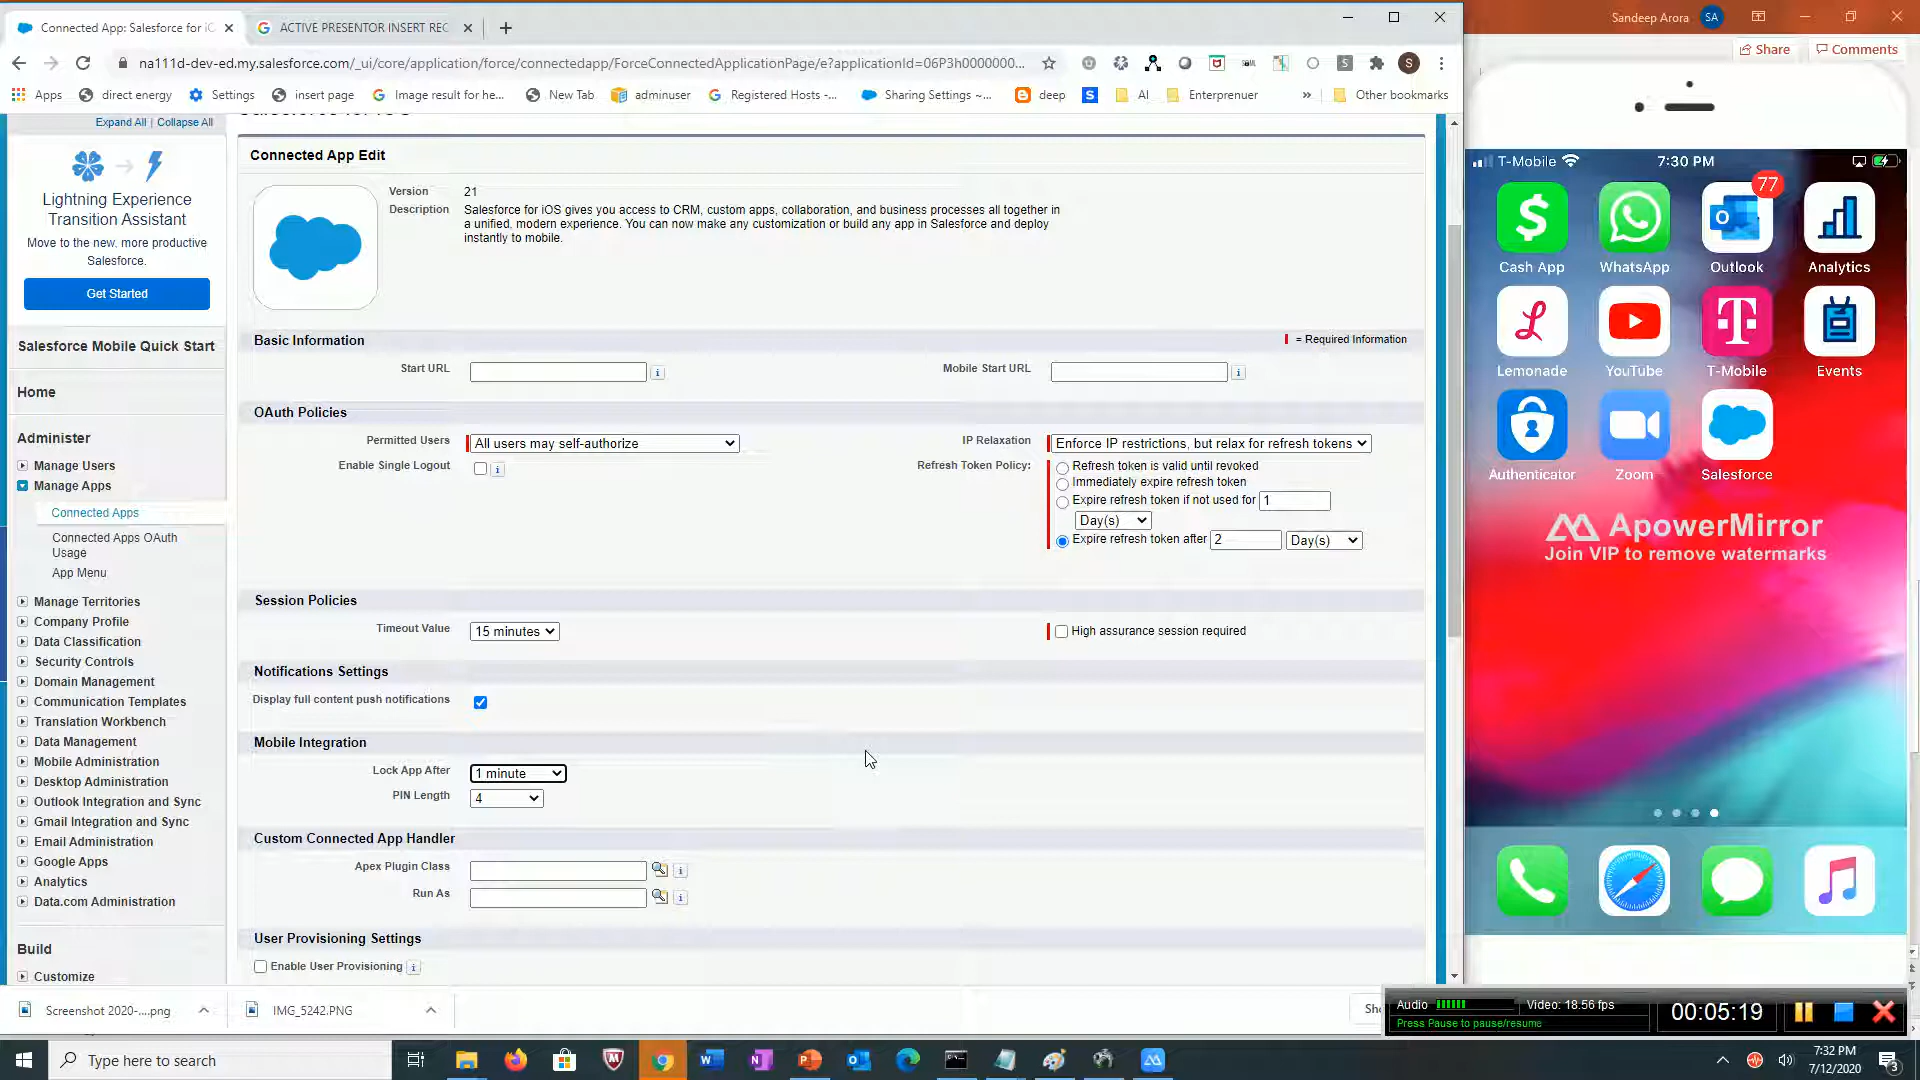 Connected App: Salesforce for iO
ACTIVE PRESENTOR INSERT REC
Sandeep Arora
SA
Share
Comments
na111d-dev-ed.my.salesforce.com/_ui/core/application/force/connectedapp/ForceConnectedApplicationPage/e?applicationId=06P3h0000000...
S
Apps
direct energy
Settings
insert page
Image result for he...
New Tab
adminuser
Registered Hosts -...
Sharing Settings ~...
deep
S
AI
Enterprenuer
»
Other bookmarks
Expand All | Collapse All
Lightning Experience
Transition Assistant
Move to the new, more productive
Salesforce.
Get Started
Salesforce Mobile Quick Start
Home
Administer
Manage Users
Manage Apps
Connected Apps
Connected Apps OAuth
Usage
App Menu
Manage Territories
Company Profile
Data Classification
Security Controls
Domain Management
Communication Templates
Translation Workbench
Data Management
Mobile Administration
Desktop Administration
Outlook Integration and Sync
Gmail Integration and Sync
Email Administration
Google Apps
Analytics
Data.com Administration
Build
Customize
Connected App Edit
Version 21
Description Salesforce for iOS gives you access to CRM, custom apps, collaboration, and business processes all together in
a unified, modern experience. You can now make any customization or build any app in Salesforce and deploy
instantly to mobile.
Basic Information
= Required Information
Start URL
Mobile Start URL
OAuth Policies
Permitted Users All users may self-authorize
IP Relaxation Enforce IP restrictions, but relax for refresh tokens
Enable Single Logout
Refresh Token Policy: Refresh token is valid until revoked
Immediately expire refresh token
Expire refresh token if not used for 1
Day(s)
Expire refresh token after 2 Day(s)
Session Policies
Timeout Value 15 minutes
High assurance session required
Notifications Settings
Display full content push notifications
Mobile Integration
Lock App After 1 minute
PIN Length 4
Custom Connected App Handler
Apex Plugin Class
Run As
User Provisioning Settings
Enable User Provisioning
T-Mobile
7:30 PM
77
Cash App
WhatsApp
Outlook
Analytics
Lemonade
YouTube
T-Mobile
Events
Authenticator
Zoom
Salesforce
ApowerMirror
Join VIP to remove watermarks
Screenshot 2020-....png
IMG_5242.PNG
Audio
Video: 18.56 fps
Press Pause to pause/resume
00:05:19
Type here to search
7:32 PM
7/12/2020
3